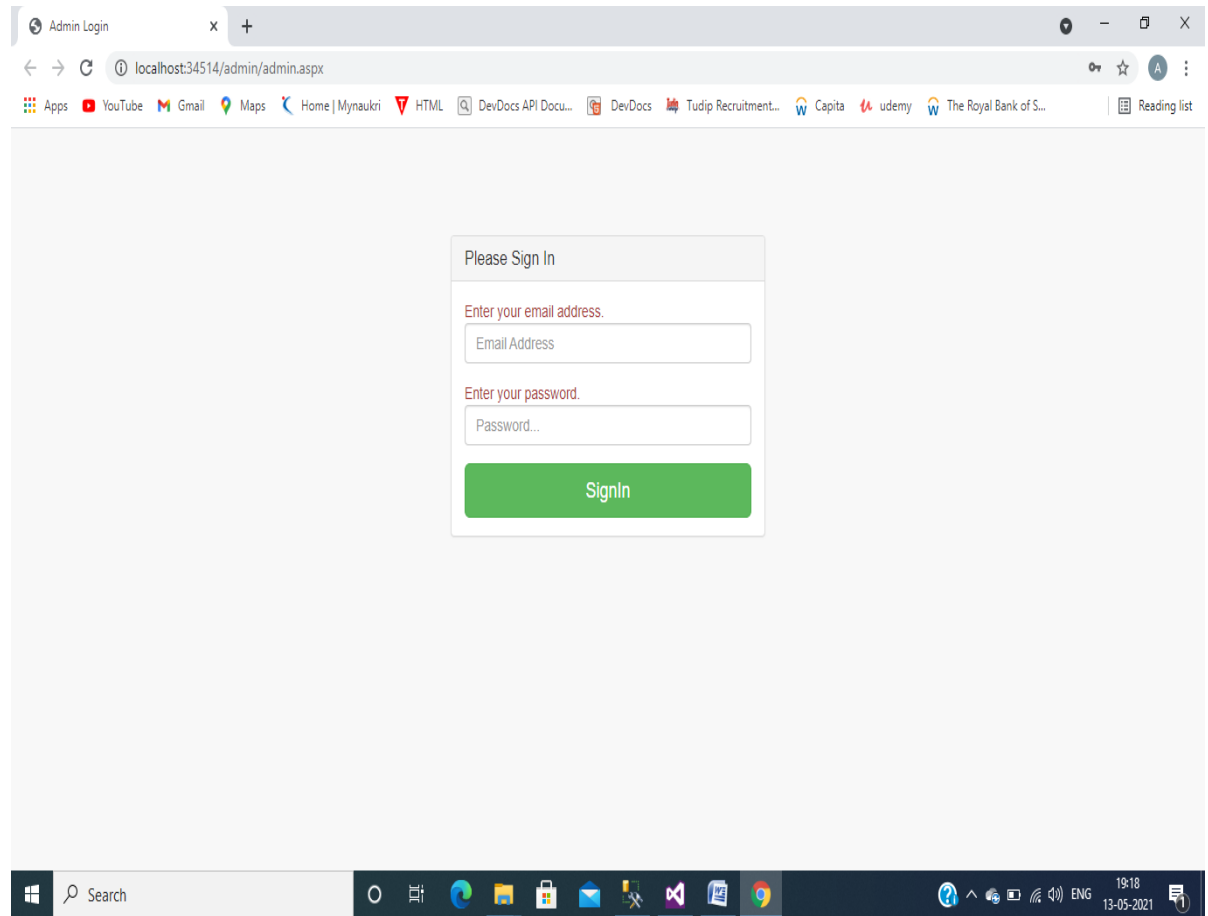 Admin Login
localhost:34514/admin/admin.aspx
A
Apps YouTube Gmail Maps Home | Mynaukri HTML DevDocs API Docu... DevDocs Tudip Recruitment... Capita udemy The Royal Bank of S... Reading list
Please Sign In
Enter your email address.
Email Address
Enter your password.
Password...
SignIn
Search
ENG
19:18
13-05-2021
1